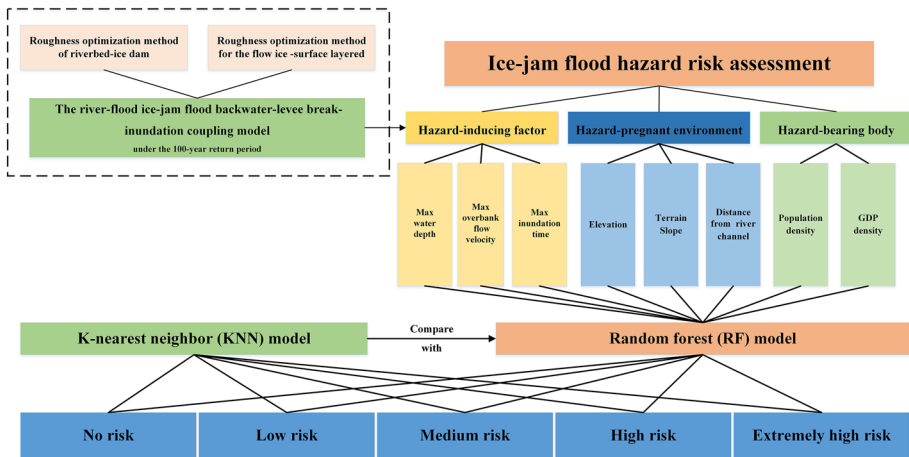 Roughness optimization method
of riverbed-ice dam
Roughness optimization method
for the flow ice -surface layered
The river-flood ice-jam flood backwater-levee break-
inundation coupling model
under the 100-year return period
Ice-jam flood hazard risk assessment
Hazard-inducing factor
Hazard-pregnant environment
Hazard-bearing body
Max
water
depth
Max
overbank
flow
velocity
Max
inundation
time
Elevation
Terrain
Slope
Distance
from river
channel
Population
density
GDP
density
K-nearest neighbor (KNN) model
Compare
with
Random forest (RF) model
No risk
Low risk
Medium risk
High risk
Extremely high risk